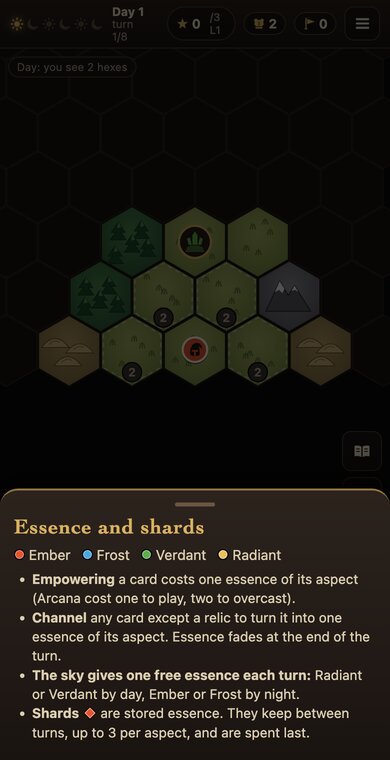 Day 1
turn
1/8
0
/3
L1
2
0
Day: you see 2 hexes
2
2
2
2
Essence and shards
Ember Frost Verdant Radiant
• Empowering a card costs one essence of its aspect
(Arcana cost one to play, two to overcast).
• Channel any card except a relic to turn it into one
essence of its aspect. Essence fades at the end of the
turn.
• The sky gives one free essence each turn: Radiant
or Verdant by day, Ember or Frost by night.
• Shards are stored essence. They keep between
turns, up to 3 per aspect, and are spent last.